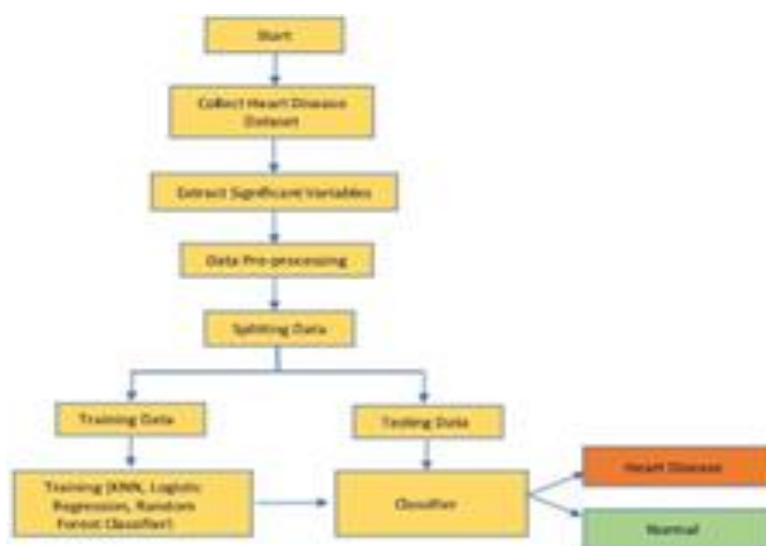 Start
Collect Heart Disease
Dataset
Extract Significant Variables
Data Pre-processing
Splitting Data
Training Data
Testing Data
Training (KNN, Logistic
Regression, Random
Forest Classifier)
Classifier
Heart Disease
Normal